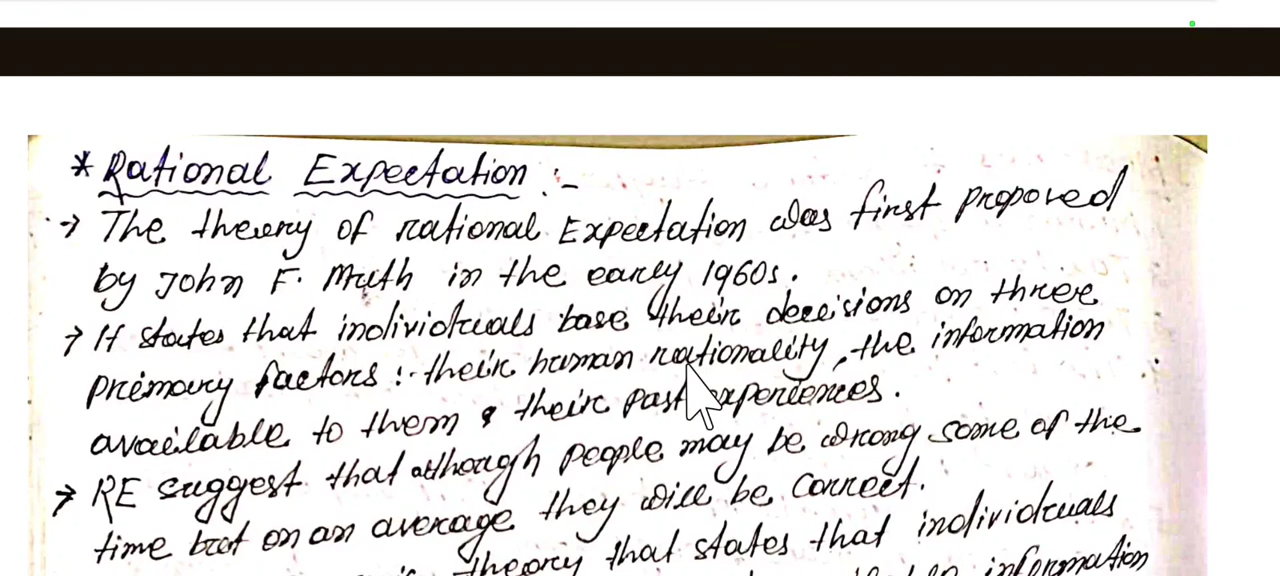 * Rational Expectation :-
→ The theory of rational Expectation was first proposed
by John F. Muth in the early 1960s.
→ It states that individuals base their decisions on three
primary factors :- their human rationality, the information
available to them & their past experiences.
→ RE suggest that although people may be wrong some of the
time but on an average they will be correct.
theory that states that individuals
information